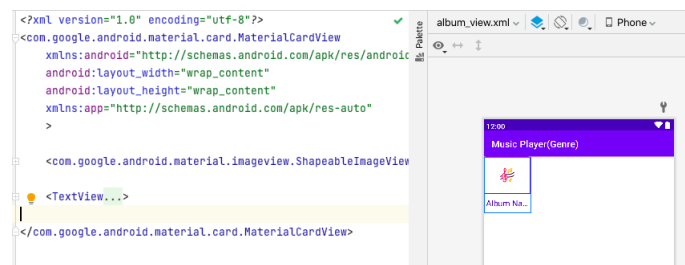 <?xml version="1.0" encoding="utf-8"?>
<com.google.android.material.card.MaterialCardView
xmlns:android="http://schemas.android.com/apk/res/android
android:layout_width="wrap_content"
android:layout_height="wrap_content"
xmlns:app="http://schemas.android.com/apk/res-auto"
>
<com.google.android.material.imageview.ShapeableImageView
<TextView...>
</com.google.android.material.card.MaterialCardView>
Palette
album_view.xml
Phone
12:00
Music Player(Genre)
Album Na...